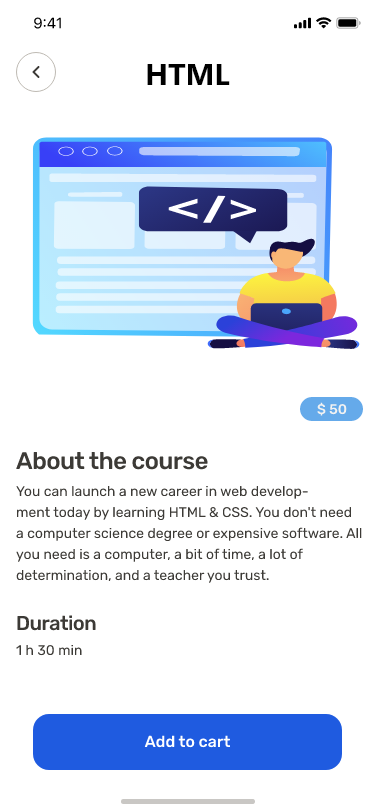 9:41
HTML
</>
$ 50
About the course
You can launch a new career in web develop-
ment today by learning HTML & CSS. You don't need
a computer science degree or expensive software. All
you need is a computer, a bit of time, a lot of
determination, and a teacher you trust.
Duration
1 h 30 min
Add to cart